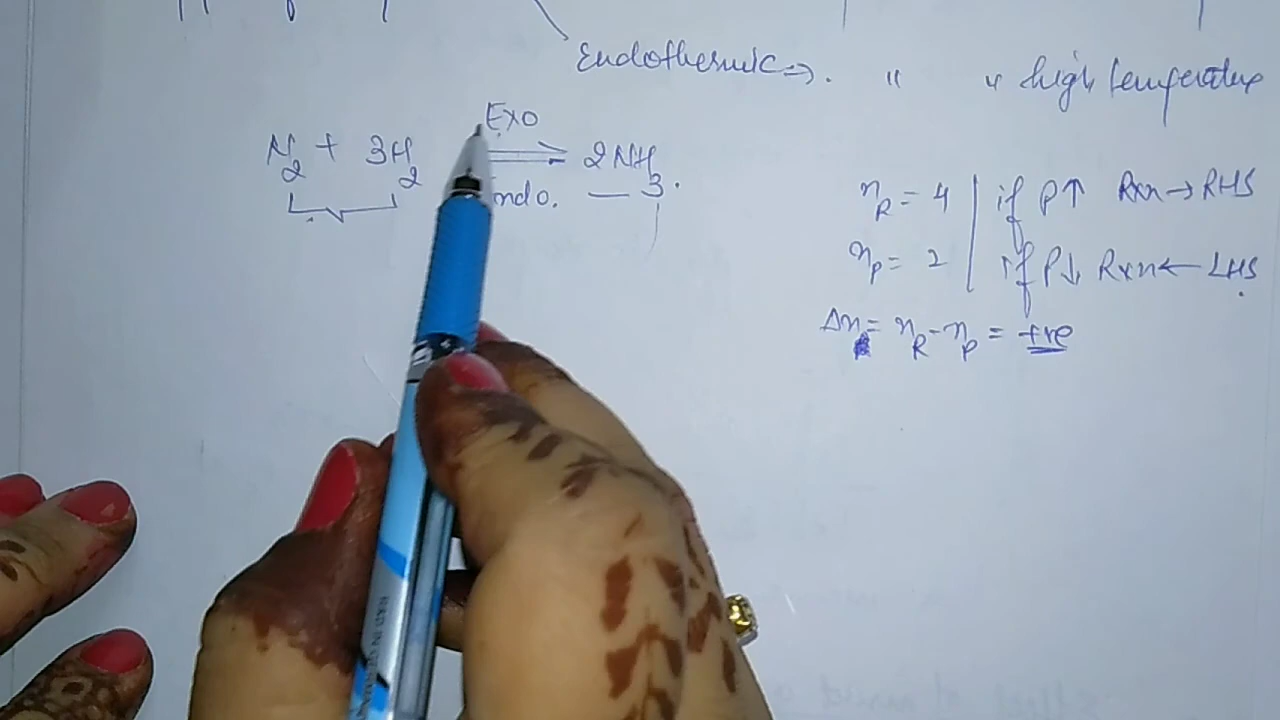 Endothermic → . " " high temperature
Exo
N2 + 3H2 ⇌ 2NH3.
ndo.
nR = 4 | if P↑ Rxn → RHS
nP = 2 | if P↓ Rxn ← LHS
Δn = nR - nP = +ve